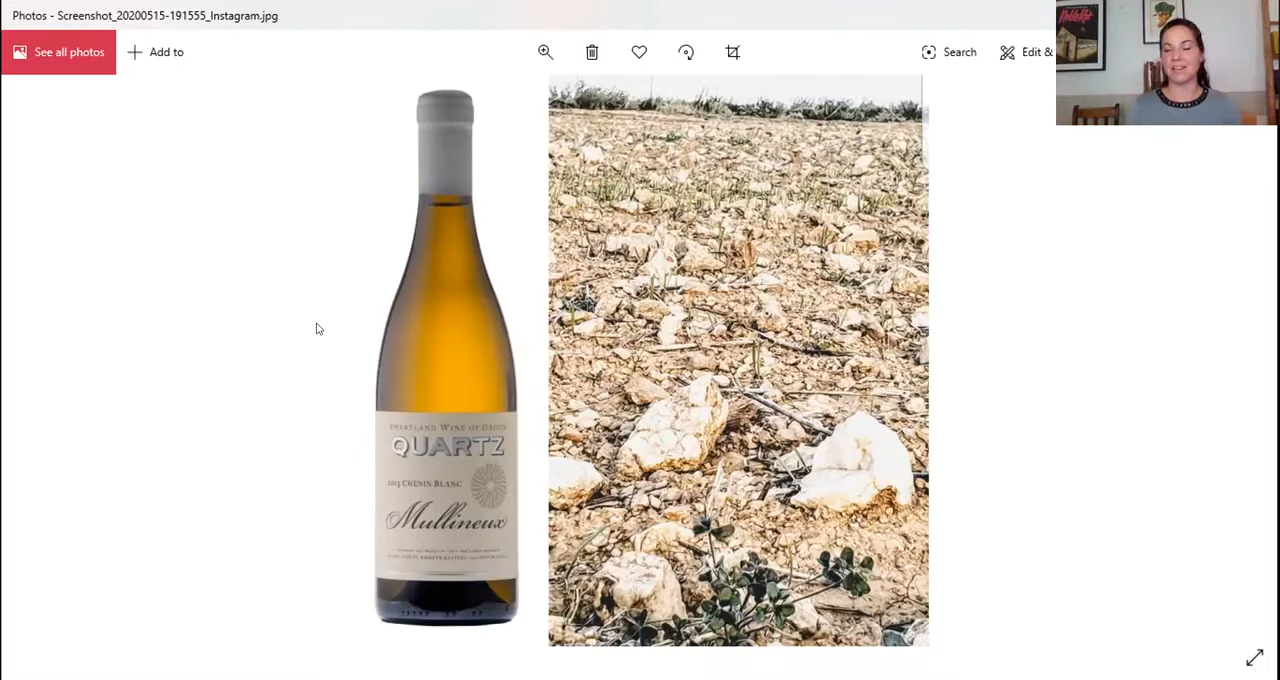 Photos - Screenshot_20200515-191555_Instagram.jpg
See all photos
Add to
Search
Edit &
SWARTLAND WINE OF ORIGIN
QUARTZ
2013 CHENIN BLANC
Mullineux